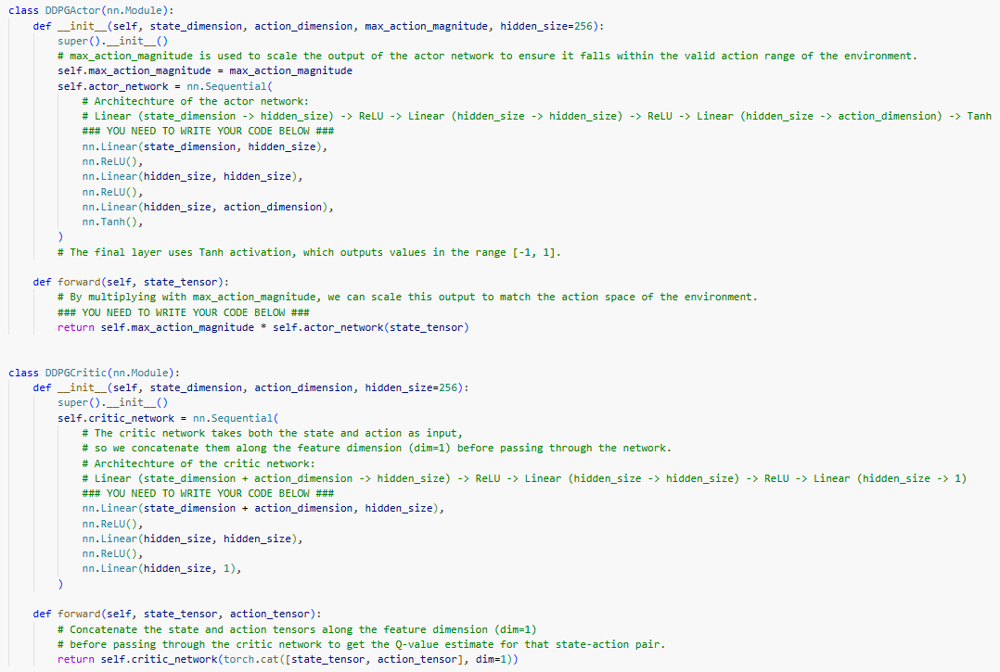 class DDPGActor(nn.Module):
    def __init__(self, state_dimension, action_dimension, max_action_magnitude, hidden_size=256):
        super().__init__()
        # max_action_magnitude is used to scale the output of the actor network to ensure it falls within the valid action range of the environment.
        self.max_action_magnitude = max_action_magnitude
        self.actor_network = nn.Sequential(
            # Architechture of the actor network:
            # Linear (state_dimension -> hidden_size) -> ReLU -> Linear (hidden_size -> hidden_size) -> ReLU -> Linear (hidden_size -> action_dimension) -> Tanh
            ### YOU NEED TO WRITE YOUR CODE BELOW ###
            nn.Linear(state_dimension, hidden_size),
            nn.ReLU(),
            nn.Linear(hidden_size, hidden_size),
            nn.ReLU(),
            nn.Linear(hidden_size, action_dimension),
            nn.Tanh(),
        )
        # The final layer uses Tanh activation, which outputs values in the range [-1, 1].

    def forward(self, state_tensor):
        # By multiplying with max_action_magnitude, we can scale this output to match the action space of the environment.
        ### YOU NEED TO WRITE YOUR CODE BELOW ###
        return self.max_action_magnitude * self.actor_network(state_tensor)


class DDPGCritic(nn.Module):
    def __init__(self, state_dimension, action_dimension, hidden_size=256):
        super().__init__()
        self.critic_network = nn.Sequential(
            # The critic network takes both the state and action as input,
            # so we concatenate them along the feature dimension (dim=1) before passing through the network.
            # Architechture of the critic network:
            # Linear (state_dimension + action_dimension -> hidden_size) -> ReLU -> Linear (hidden_size -> hidden_size) -> ReLU -> Linear (hidden_size -> 1)
            ### YOU NEED TO WRITE YOUR CODE BELOW ###
            nn.Linear(state_dimension + action_dimension, hidden_size),
            nn.ReLU(),
            nn.Linear(hidden_size, hidden_size),
            nn.ReLU(),
            nn.Linear(hidden_size, 1),
        )

    def forward(self, state_tensor, action_tensor):
        # Concatenate the state and action tensors along the feature dimension (dim=1)
        # before passing through the critic network to get the Q-value estimate for that state-action pair.
        return self.critic_network(torch.cat([state_tensor, action_tensor], dim=1))